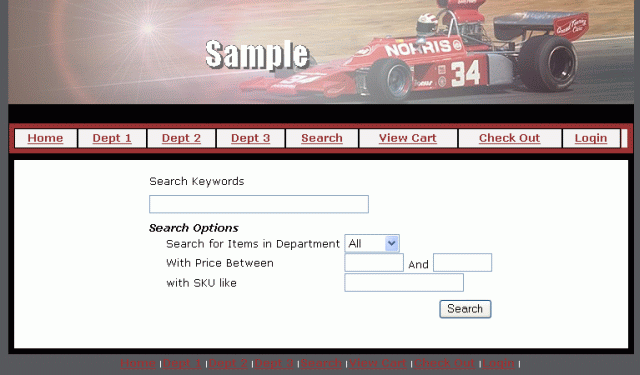 Sample
NORRIS
34
Home Dept 1 Dept 2 Dept 3 Search View Cart Check Out Login
Search Keywords
Search Options
Search for Items in Department All
With Price Between And
with SKU like
Search
Home | Dept 1 | Dept 2 | Dept 3 | Search | View Cart | Check Out | Login |